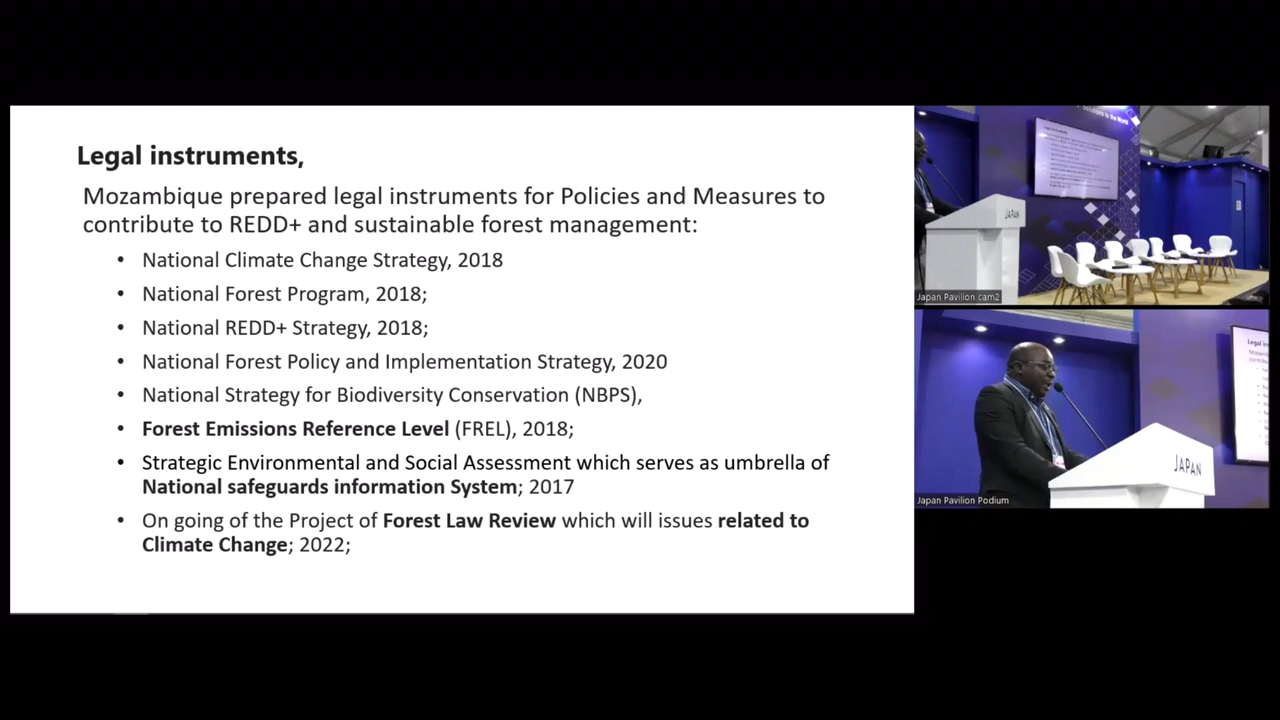 Legal instruments,
Mozambique prepared legal instruments for Policies and Measures to
contribute to REDD+ and sustainable forest management:
• National Climate Change Strategy, 2018
• National Forest Program, 2018;
• National REDD+ Strategy, 2018;
• National Forest Policy and Implementation Strategy, 2020
• National Strategy for Biodiversity Conservation (NBPS),
• Forest Emissions Reference Level (FREL), 2018;
• Strategic Environmental and Social Assessment which serves as umbrella of
National safeguards information System; 2017
• On going of the Project of Forest Law Review which will issues related to
Climate Change; 2022;
to the World
JAPAN
Japan Pavilion cam2
JAPAN
Japan Pavilion Podium